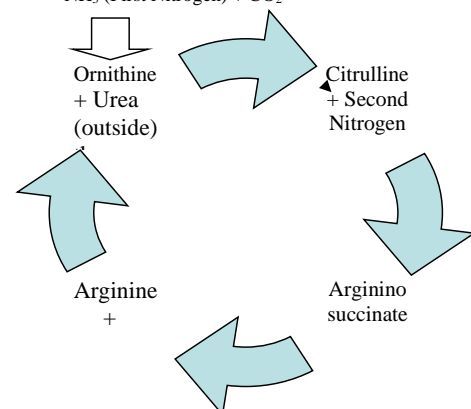 NH3 (First Nitrogen) + CO2
Ornithine
+ Urea
(outside)
Citrulline
+ Second
Nitrogen
Arginino
succinate
Arginine
+